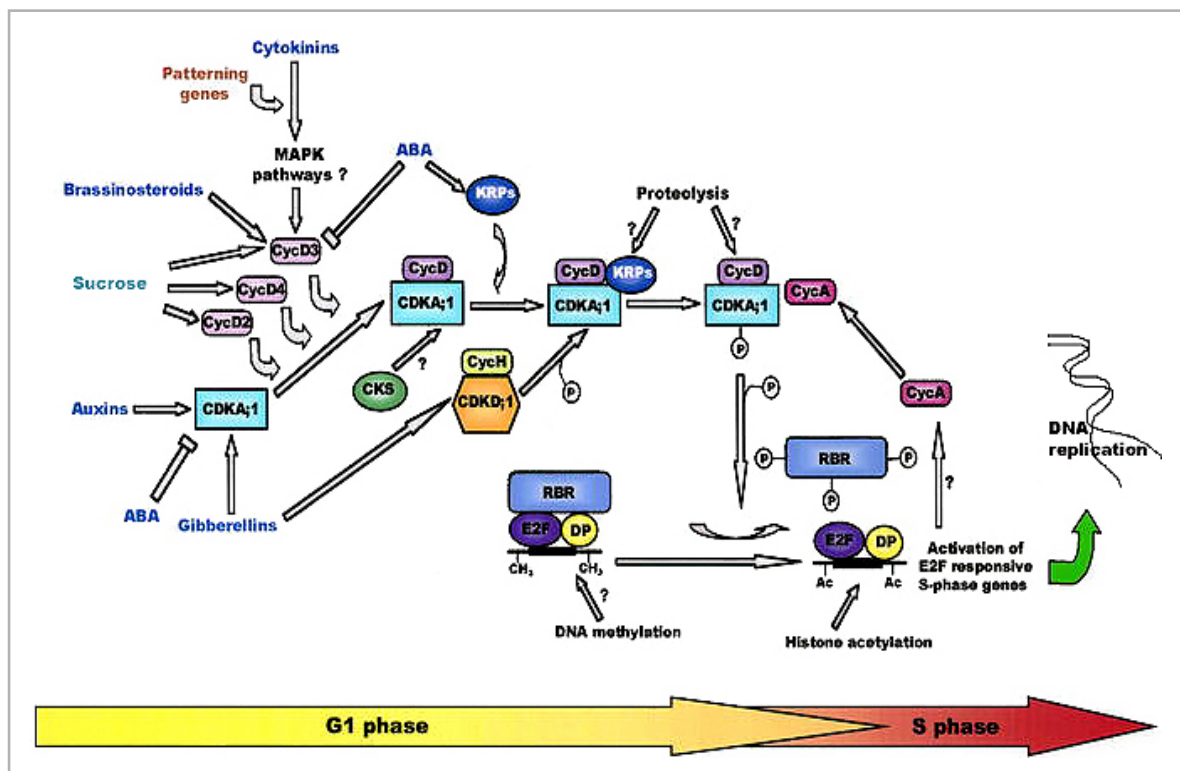 Cytokinins
Patterning
genes
MAPK
pathways ?
ABA
KRPs
Brassinosteroids
Proteolysis
?
?
CycD3
CycD
CycD
KRPs
CycD
Sucrose
CycD4
CDKA;1
CDKA;1
CDKA;1
CycA
CycD2
P
?
CycH
CKS
CDKD;1
P
P
CycA
Auxins
CDKA;1
DNA
replication
P
RBR
P
P
?
RBR
ABA
Gibberellins
E2F
DP
E2F
DP
Activation of
E2F responsive
S-phase genes
CH3
CH3
Ac
Ac
?
DNA methylation
Histone acetylation
G1 phase
S phase